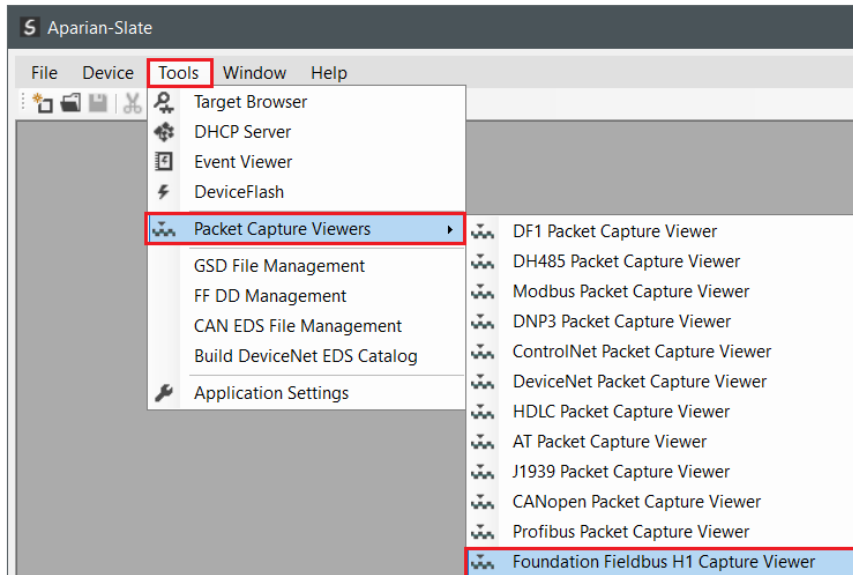 Aparian-Slate
File Device Tools Window Help
Target Browser
DHCP Server
Event Viewer
DeviceFlash
Packet Capture Viewers
GSD File Management
FF DD Management
CAN EDS File Management
Build DeviceNet EDS Catalog
Application Settings
DF1 Packet Capture Viewer
DH485 Packet Capture Viewer
Modbus Packet Capture Viewer
DNP3 Packet Capture Viewer
ControlNet Packet Capture Viewer
DeviceNet Packet Capture Viewer
HDLC Packet Capture Viewer
AT Packet Capture Viewer
J1939 Packet Capture Viewer
CANopen Packet Capture Viewer
Profibus Packet Capture Viewer
Foundation Fieldbus H1 Capture Viewer